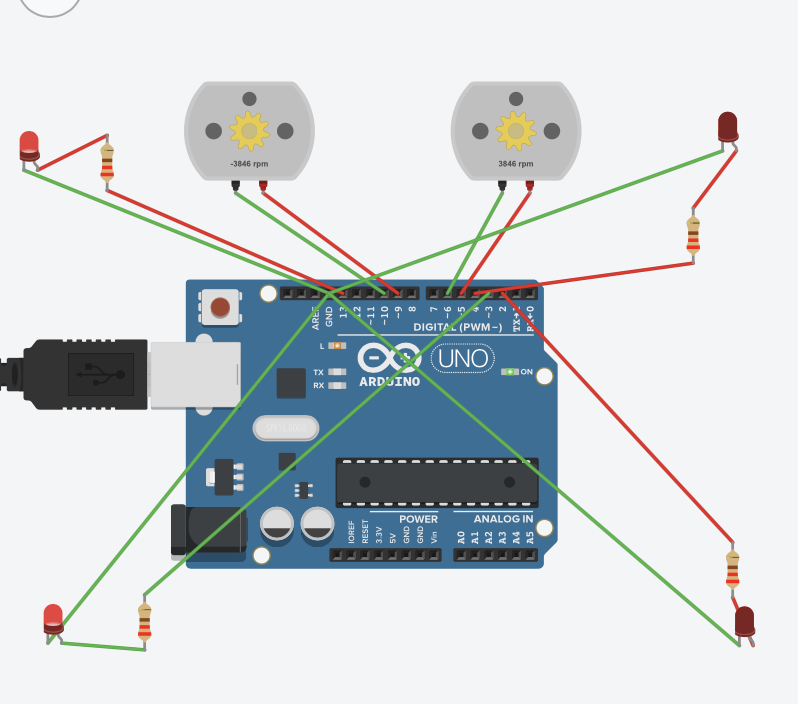 -3846 rpm
3846 rpm
AREF
GND
13
12
~11
~10
~9
8
7
~6
~5
4
~3
2
TX→1
RX←0
DIGITAL (PWM~)
L
TX
RX
ARDUINO
UNO
ON
POWER
ANALOG IN
IOREF
RESET
3.3V
5V
GND
GND
Vin
A0
A1
A2
A3
A4
A5